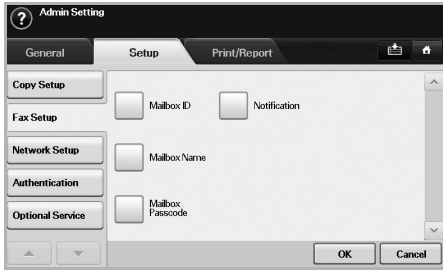 ? Admin Setting
General Setup Print/Report
Copy Setup
Fax Setup
Network Setup
Authentication
Optional Service
Mailbox ID Notification
Mailbox Name
Mailbox
Passcode
OK Cancel